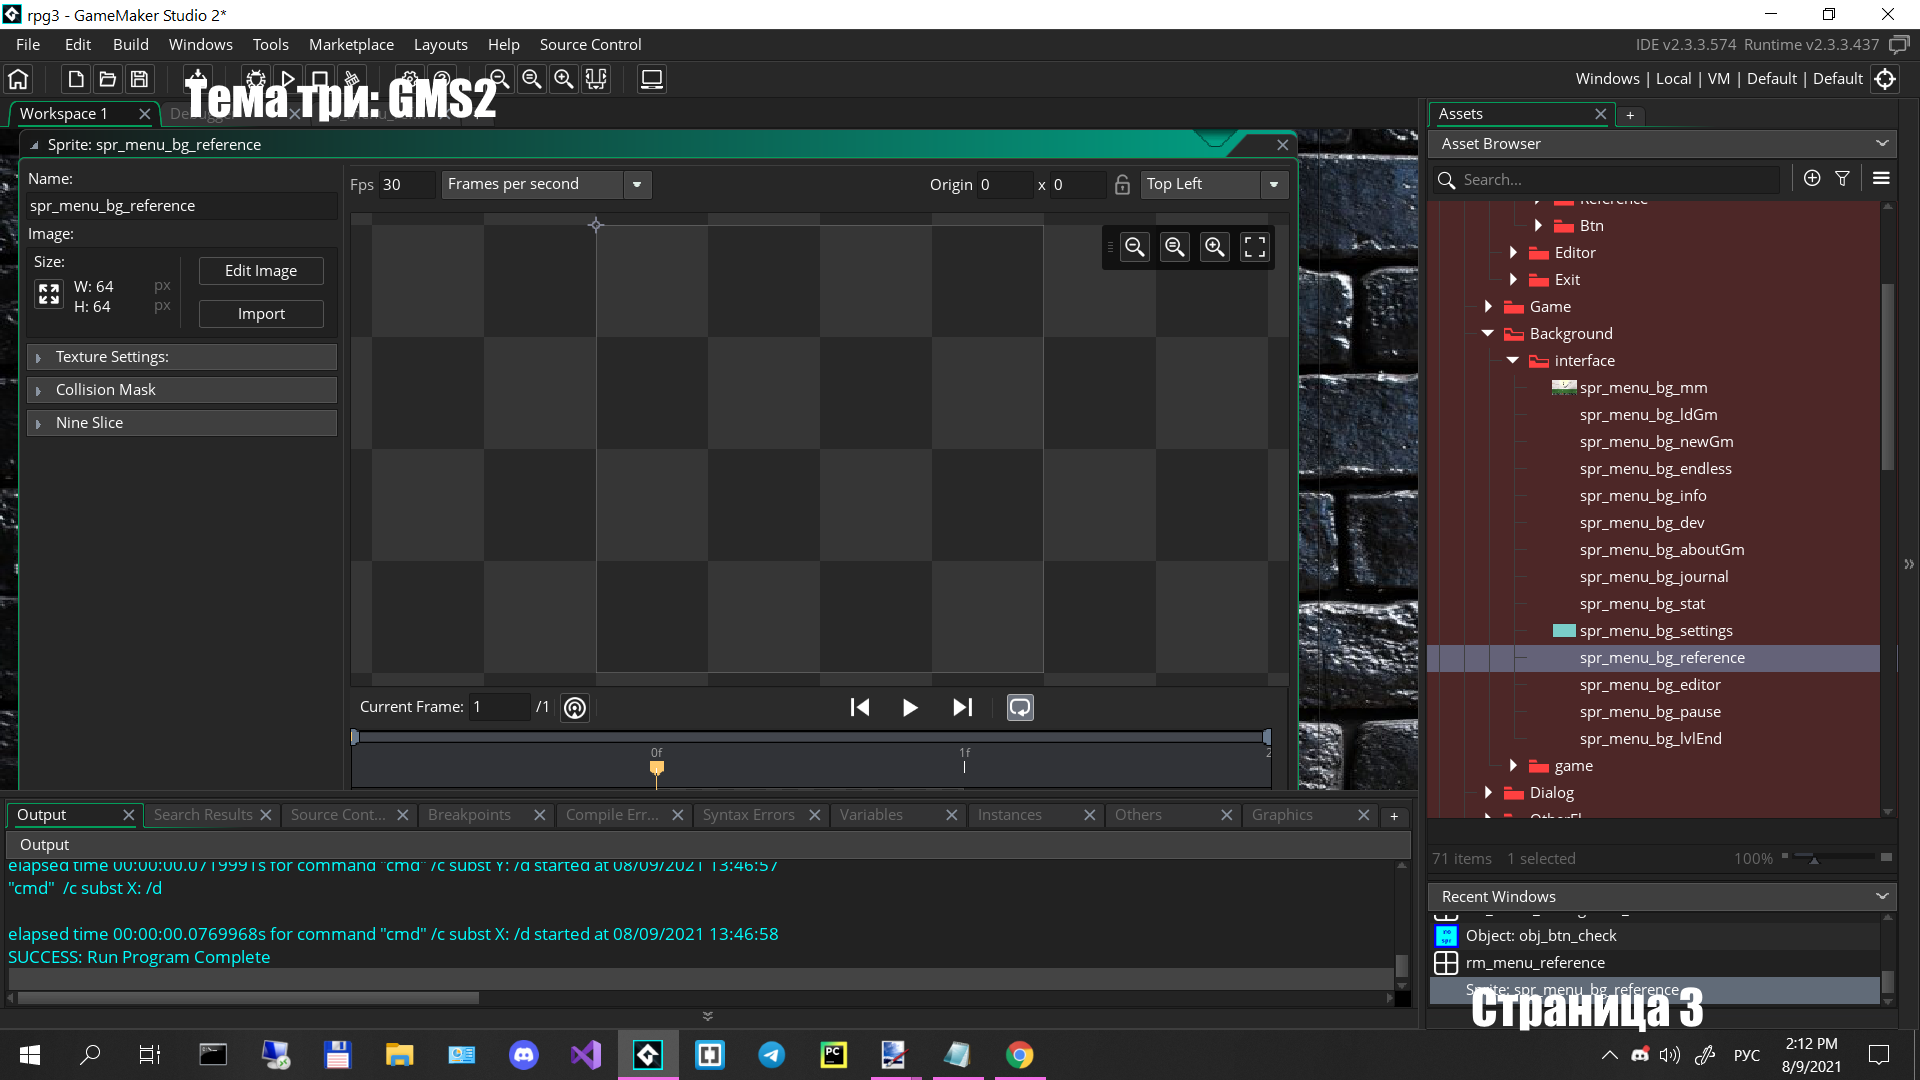 rpg3 - GameMaker Studio 2*
File Edit Build Windows Tools Marketplace Layouts Help Source Control
IDE v2.3.3.574 Runtime v2.3.3.437
Windows | Local | VM | Default | Default
Тема три: GMS2
Workspace 1
Sprite: spr_menu_bg_reference
Name:
spr_menu_bg_reference
Image:
Size:
W: 64 px
H: 64 px
Edit Image
Import
Texture Settings:
Collision Mask
Nine Slice
Fps 30 Frames per second
Origin 0 x 0 Top Left
Current Frame: 1 /1
0f 1f 2
Assets
Asset Browser
Search...
Reference
Btn
Editor
Exit
Game
Background
interface
spr_menu_bg_mm
spr_menu_bg_ldGm
spr_menu_bg_newGm
spr_menu_bg_endless
spr_menu_bg_info
spr_menu_bg_dev
spr_menu_bg_aboutGm
spr_menu_bg_journal
spr_menu_bg_stat
spr_menu_bg_settings
spr_menu_bg_reference
spr_menu_bg_editor
spr_menu_bg_pause
spr_menu_bg_lvlEnd
game
Dialog
71 items 1 selected 100%
Recent Windows
Object: obj_btn_check
rm_menu_reference
Sprite: spr_menu_bg_reference
Страница 3
Output Search Results Source Cont... Breakpoints Compile Err... Syntax Errors Variables Instances Others Graphics
Output
elapsed time 00:00:00.0719991s for command "cmd" /c subst Y: /d started at 08/09/2021 13:46:57
"cmd" /c subst X: /d
elapsed time 00:00:00.0769968s for command "cmd" /c subst X: /d started at 08/09/2021 13:46:58
SUCCESS: Run Program Complete
PC
РУС
2:12 PM
8/9/2021